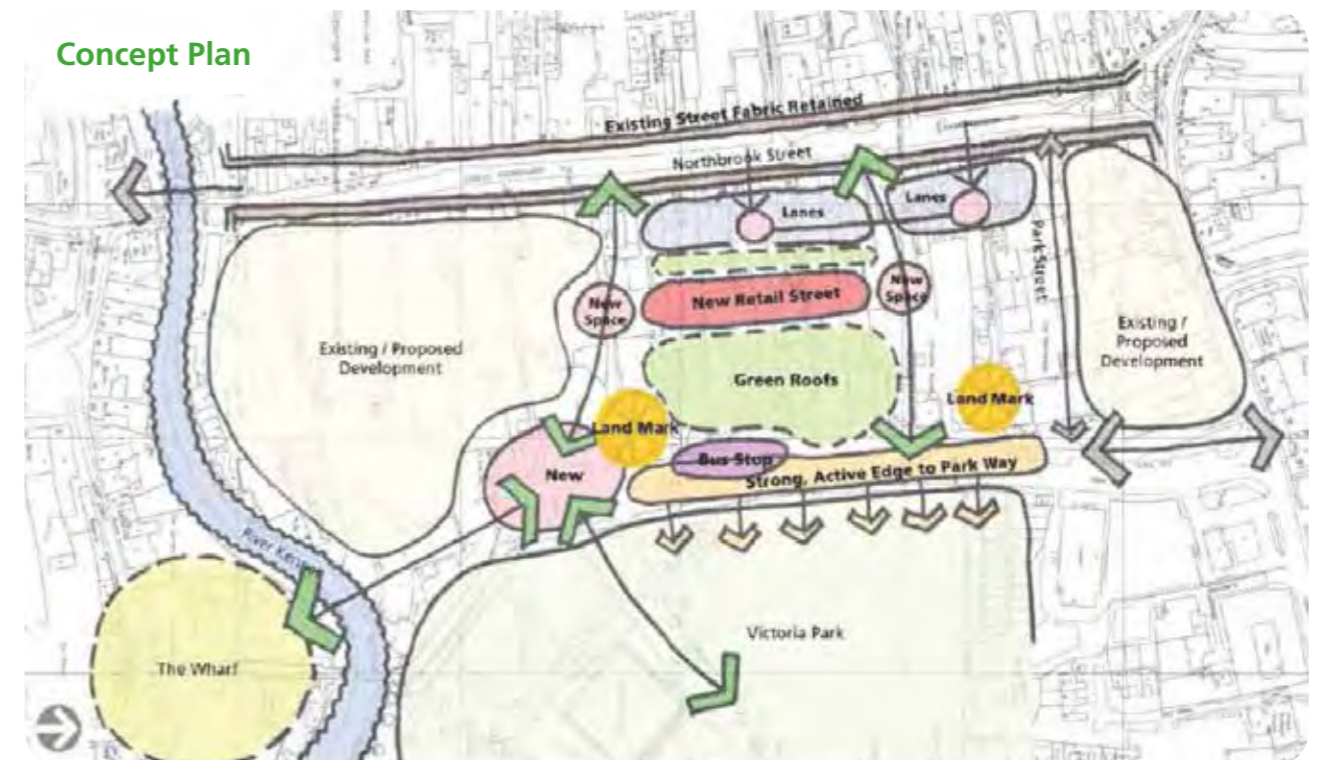 Concept Plan
Existing Street Fabric Retained
Northbrook Street
Lanes
Lanes
Park Street
New
Space
New Retail Street
New
Space
Existing / Proposed
Development
Existing /
Proposed
Development
Green Roofs
Land Mark
Land Mark
Bus Stop
New
Strong, Active Edge to Park Way
River
Victoria Park
The Wharf